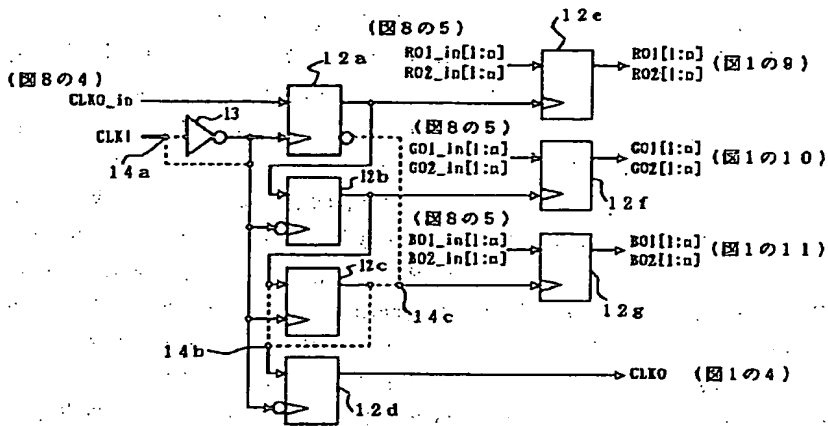 (図8の5)
12e
12a
RO1_in[1:n]
RO2_in[1:n]
RO1[1:n]
RO2[1:n]
(図1の9)
(図8の4)
CLKO_in
13
CLKI
14a
(図8の5)
GO1_in[1:n]
GO2_in[1:n]
GO1[1:n]
GO2[1:n]
(図1の10)
12b
12f
(図8の5)
BO1_in[1:n]
BO2_in[1:n]
BO1[1:n]
BO2[1:n]
(図1の11)
12c
14c
12g
14b
CLKO
(図1の4)
12d